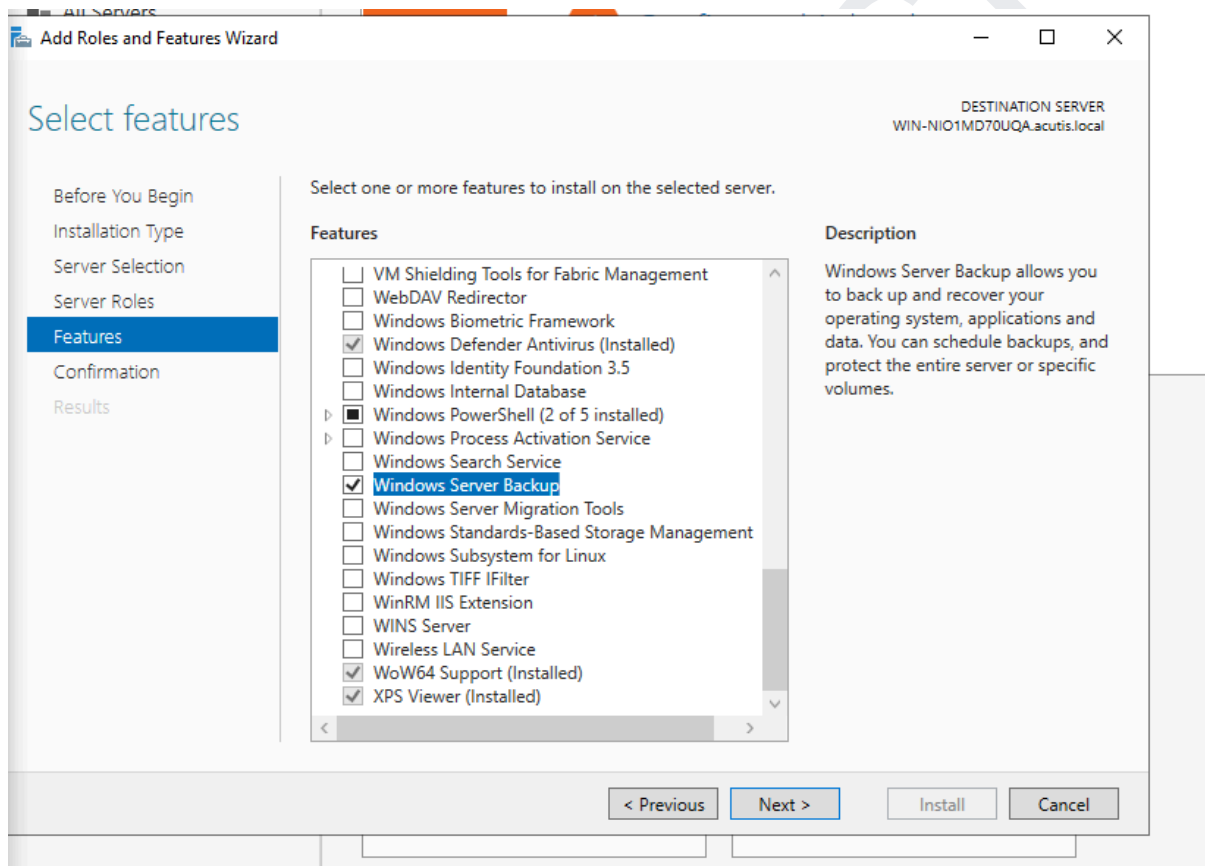 All Servers
Add Roles and Features Wizard
Select features
DESTINATION SERVER
WIN-NIO1MD70UQA.acutis.local
Before You Begin
Installation Type
Server Selection
Server Roles
Features
Confirmation
Results
Select one or more features to install on the selected server.
Features
VM Shielding Tools for Fabric Management
WebDAV Redirector
Windows Biometric Framework
Windows Defender Antivirus (Installed)
Windows Identity Foundation 3.5
Windows Internal Database
Windows PowerShell (2 of 5 installed)
Windows Process Activation Service
Windows Search Service
Windows Server Backup
Windows Server Migration Tools
Windows Standards-Based Storage Management
Windows Subsystem for Linux
Windows TIFF IFilter
WinRM IIS Extension
WINS Server
Wireless LAN Service
WoW64 Support (Installed)
XPS Viewer (Installed)
Description
Windows Server Backup allows you
to back up and recover your
operating system, applications and
data. You can schedule backups, and
protect the entire server or specific
volumes.
< Previous
Next >
Install
Cancel